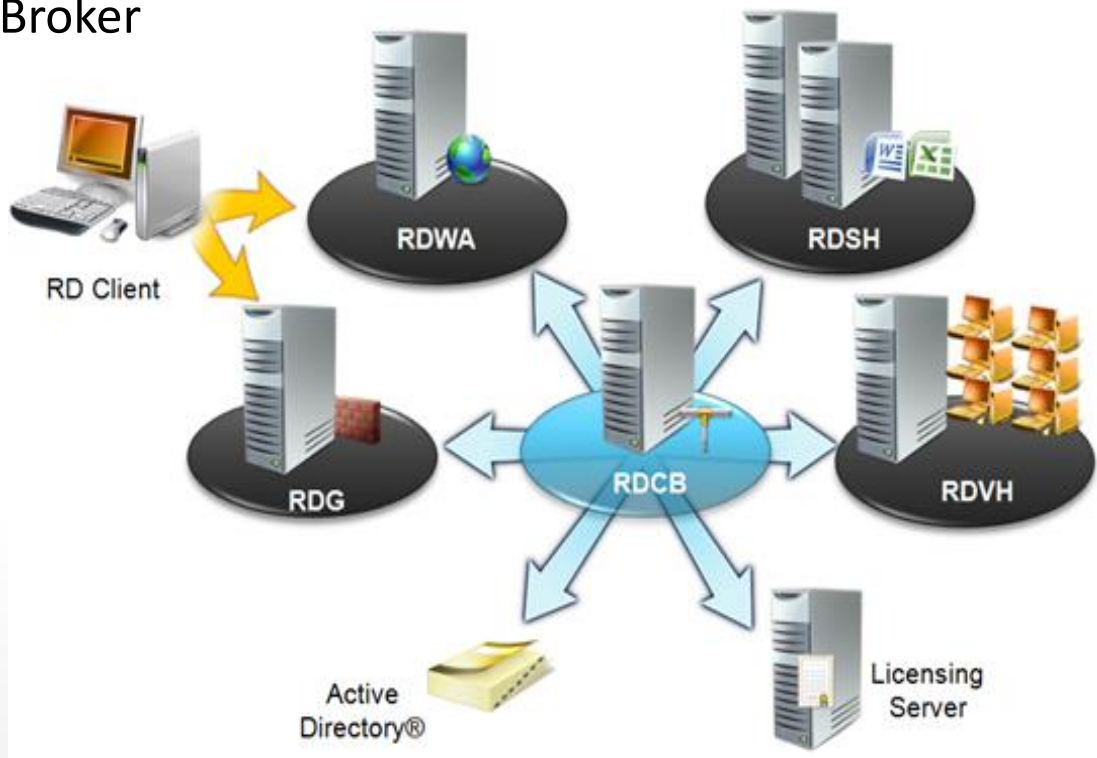 Broker
RD Client
RDWA
RDSH
RDG
RDCB
RDVH
Active
Directory®
Licensing
Server